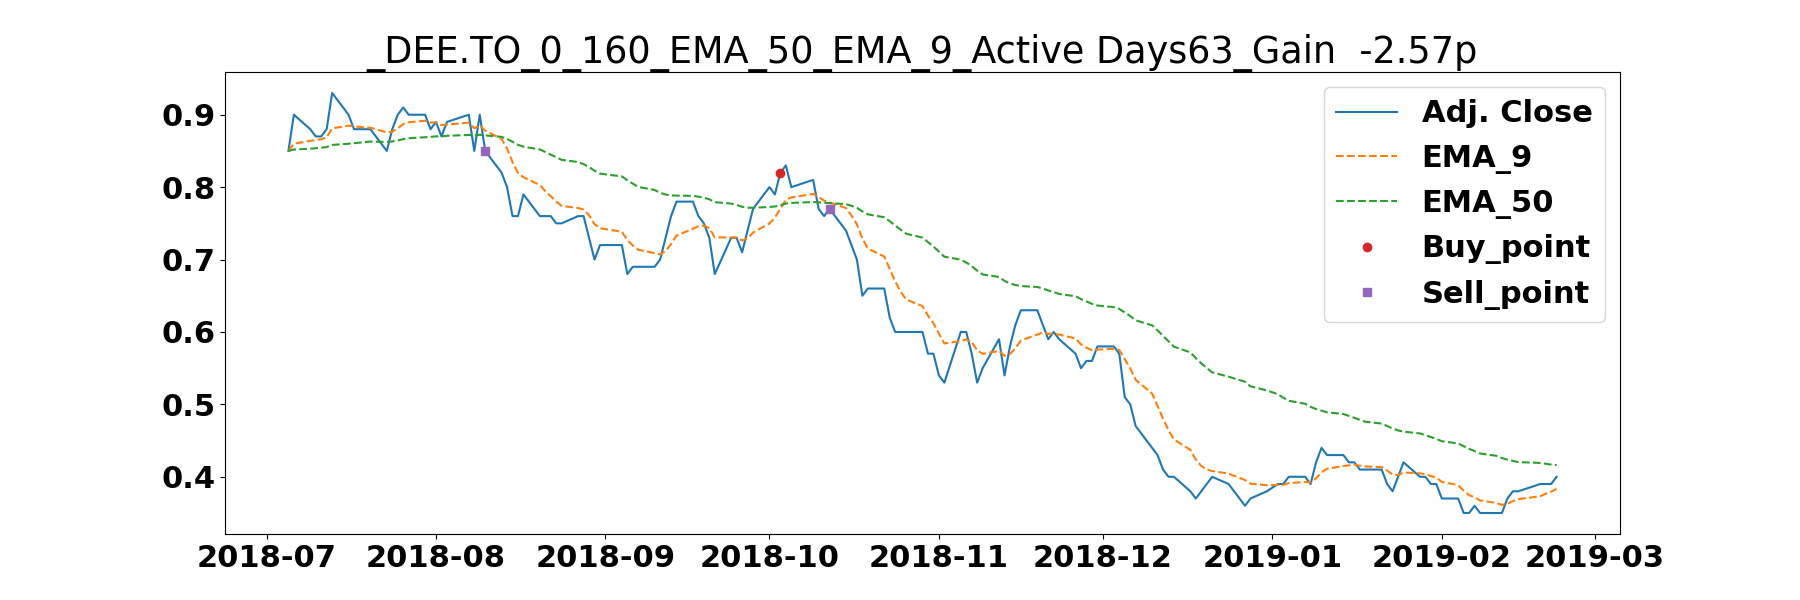 _DEE.TO_0_160_EMA_50_EMA_9_Active Days63_Gain  -2.57p
Adj. Close
EMA_9
EMA_50
Buy_point
Sell_point
0.9
0.8
0.7
0.6
0.5
0.4
2018-07 2018-08 2018-09 2018-10 2018-11 2018-12 2019-01 2019-02 2019-03